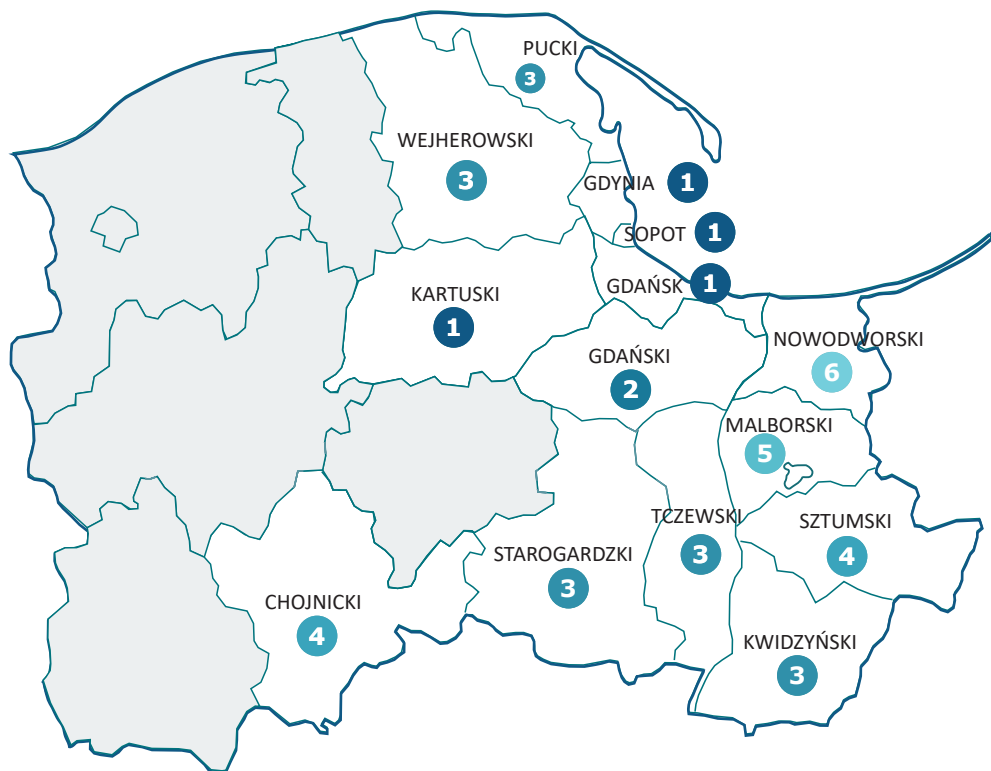 PUCKI
3
WEJHEROWSKI
3
GDYNIA
1
SOPOT
1
GDAŃSK
1
KARTUSKI
1
NOWODWORSKI
6
GDAŃSKI
2
MALBORSKI
5
TCZEWSKI
3
SZTUMSKI
4
STAROGARDZKI
3
CHOJNICKI
4
KWIDZYŃSKI
3